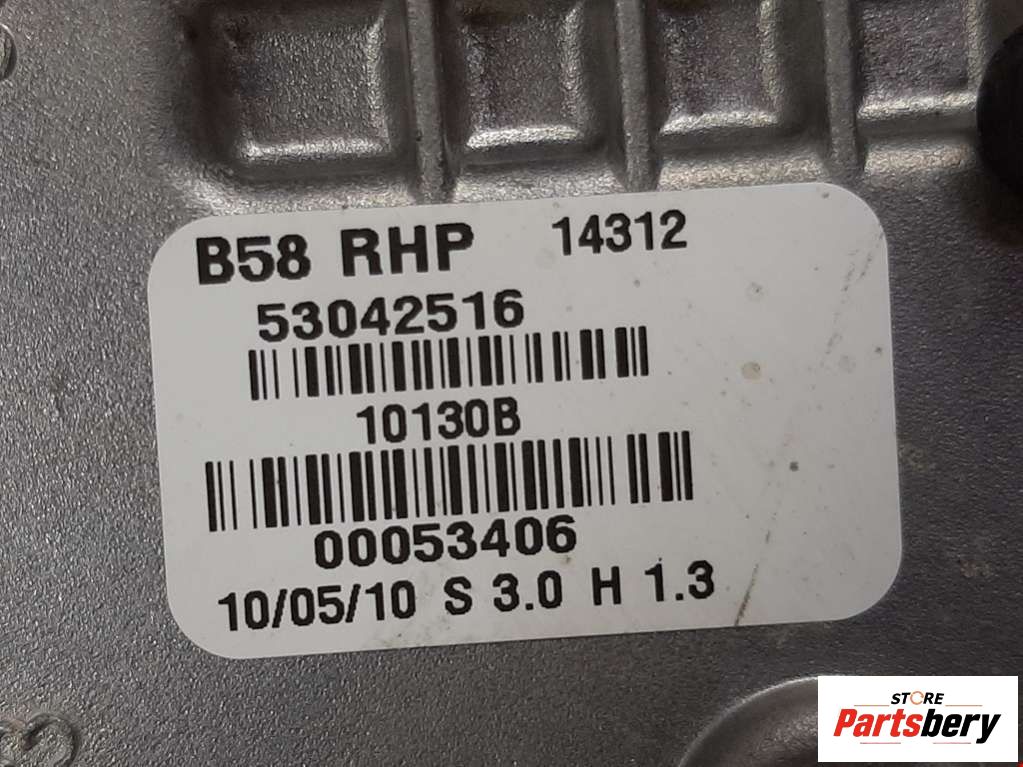 B58 RHP 14312
53042516
10130B
00053406
10/05/10 S 3.0 H 1.3
STORE
Partsbery